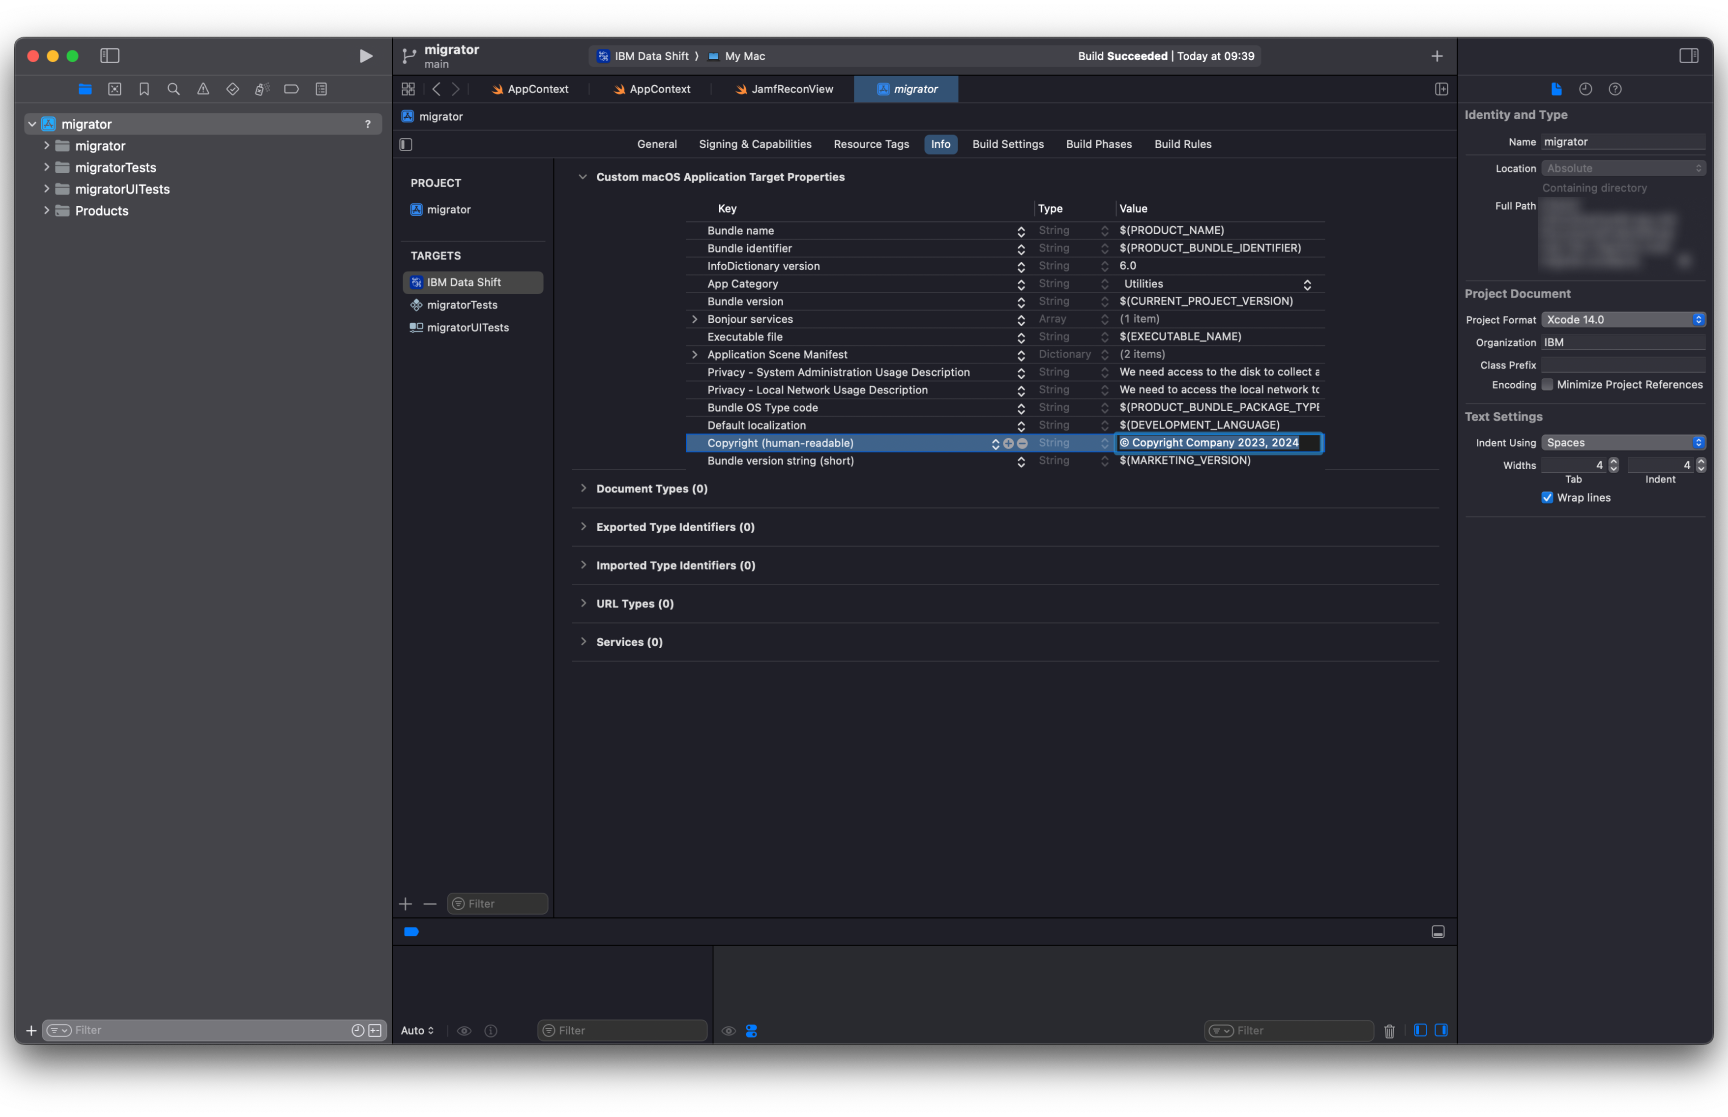 migrator
main
IBM Data Shift
My Mac
Build Succeeded | Today at 09:39
AppContext
AppContext
JamfReconView
migrator
migrator
?
migrator
migratorTests
migratorUITests
Products
migrator
General
Signing & Capabilities
Resource Tags
Info
Build Settings
Build Phases
Build Rules
PROJECT
migrator
TARGETS
IBM Data Shift
migratorTests
migratorUITests
Custom macOS Application Target Properties
Key Type Value
Bundle name String $(PRODUCT_NAME)
Bundle identifier String $(PRODUCT_BUNDLE_IDENTIFIER)
InfoDictionary version String 6.0
App Category String Utilities
Bundle version String $(CURRENT_PROJECT_VERSION)
Bonjour services Array (1 item)
Executable file String $(EXECUTABLE_NAME)
Application Scene Manifest Dictionary (2 items)
Privacy - System Administration Usage Description String We need access to the disk to collect a
Privacy - Local Network Usage Description String We need to access the local network to
Bundle OS Type code String $(PRODUCT_BUNDLE_PACKAGE_TYPE
Default localization String $(DEVELOPMENT_LANGUAGE)
Copyright (human-readable) String © Copyright Company 2023, 2024
Bundle version string (short) String $(MARKETING_VERSION)
Document Types (0)
Exported Type Identifiers (0)
Imported Type Identifiers (0)
URL Types (0)
Services (0)
Filter
Filter
Auto
Filter
Filter
Identity and Type
Name migrator
Location Absolute
Containing directory
Full Path
Project Document
Project Format Xcode 14.0
Organization IBM
Class Prefix
Encoding Minimize Project References
Text Settings
Indent Using Spaces
Widths 4 4
Tab Indent
Wrap lines